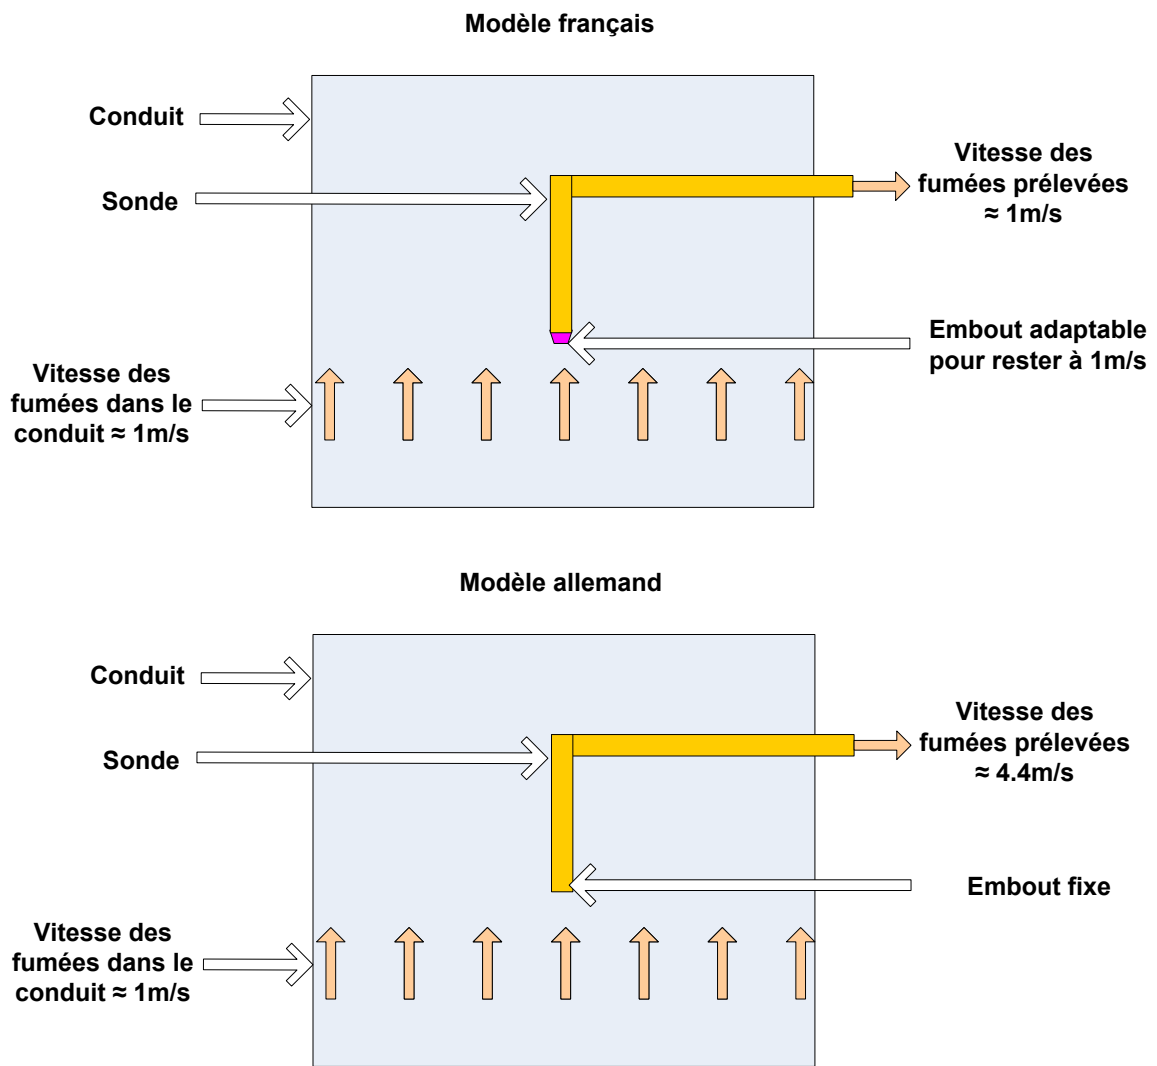 Modèle français
Conduit
Sonde
Vitesse des
fumées prélevées
≈ 1m/s
Embout adaptable
pour rester à 1m/s
Vitesse des
fumées dans le
conduit ≈ 1m/s
Modèle allemand
Conduit
Sonde
Vitesse des
fumées prélevées
≈ 4.4m/s
Embout fixe
Vitesse des
fumées dans le
conduit ≈ 1m/s